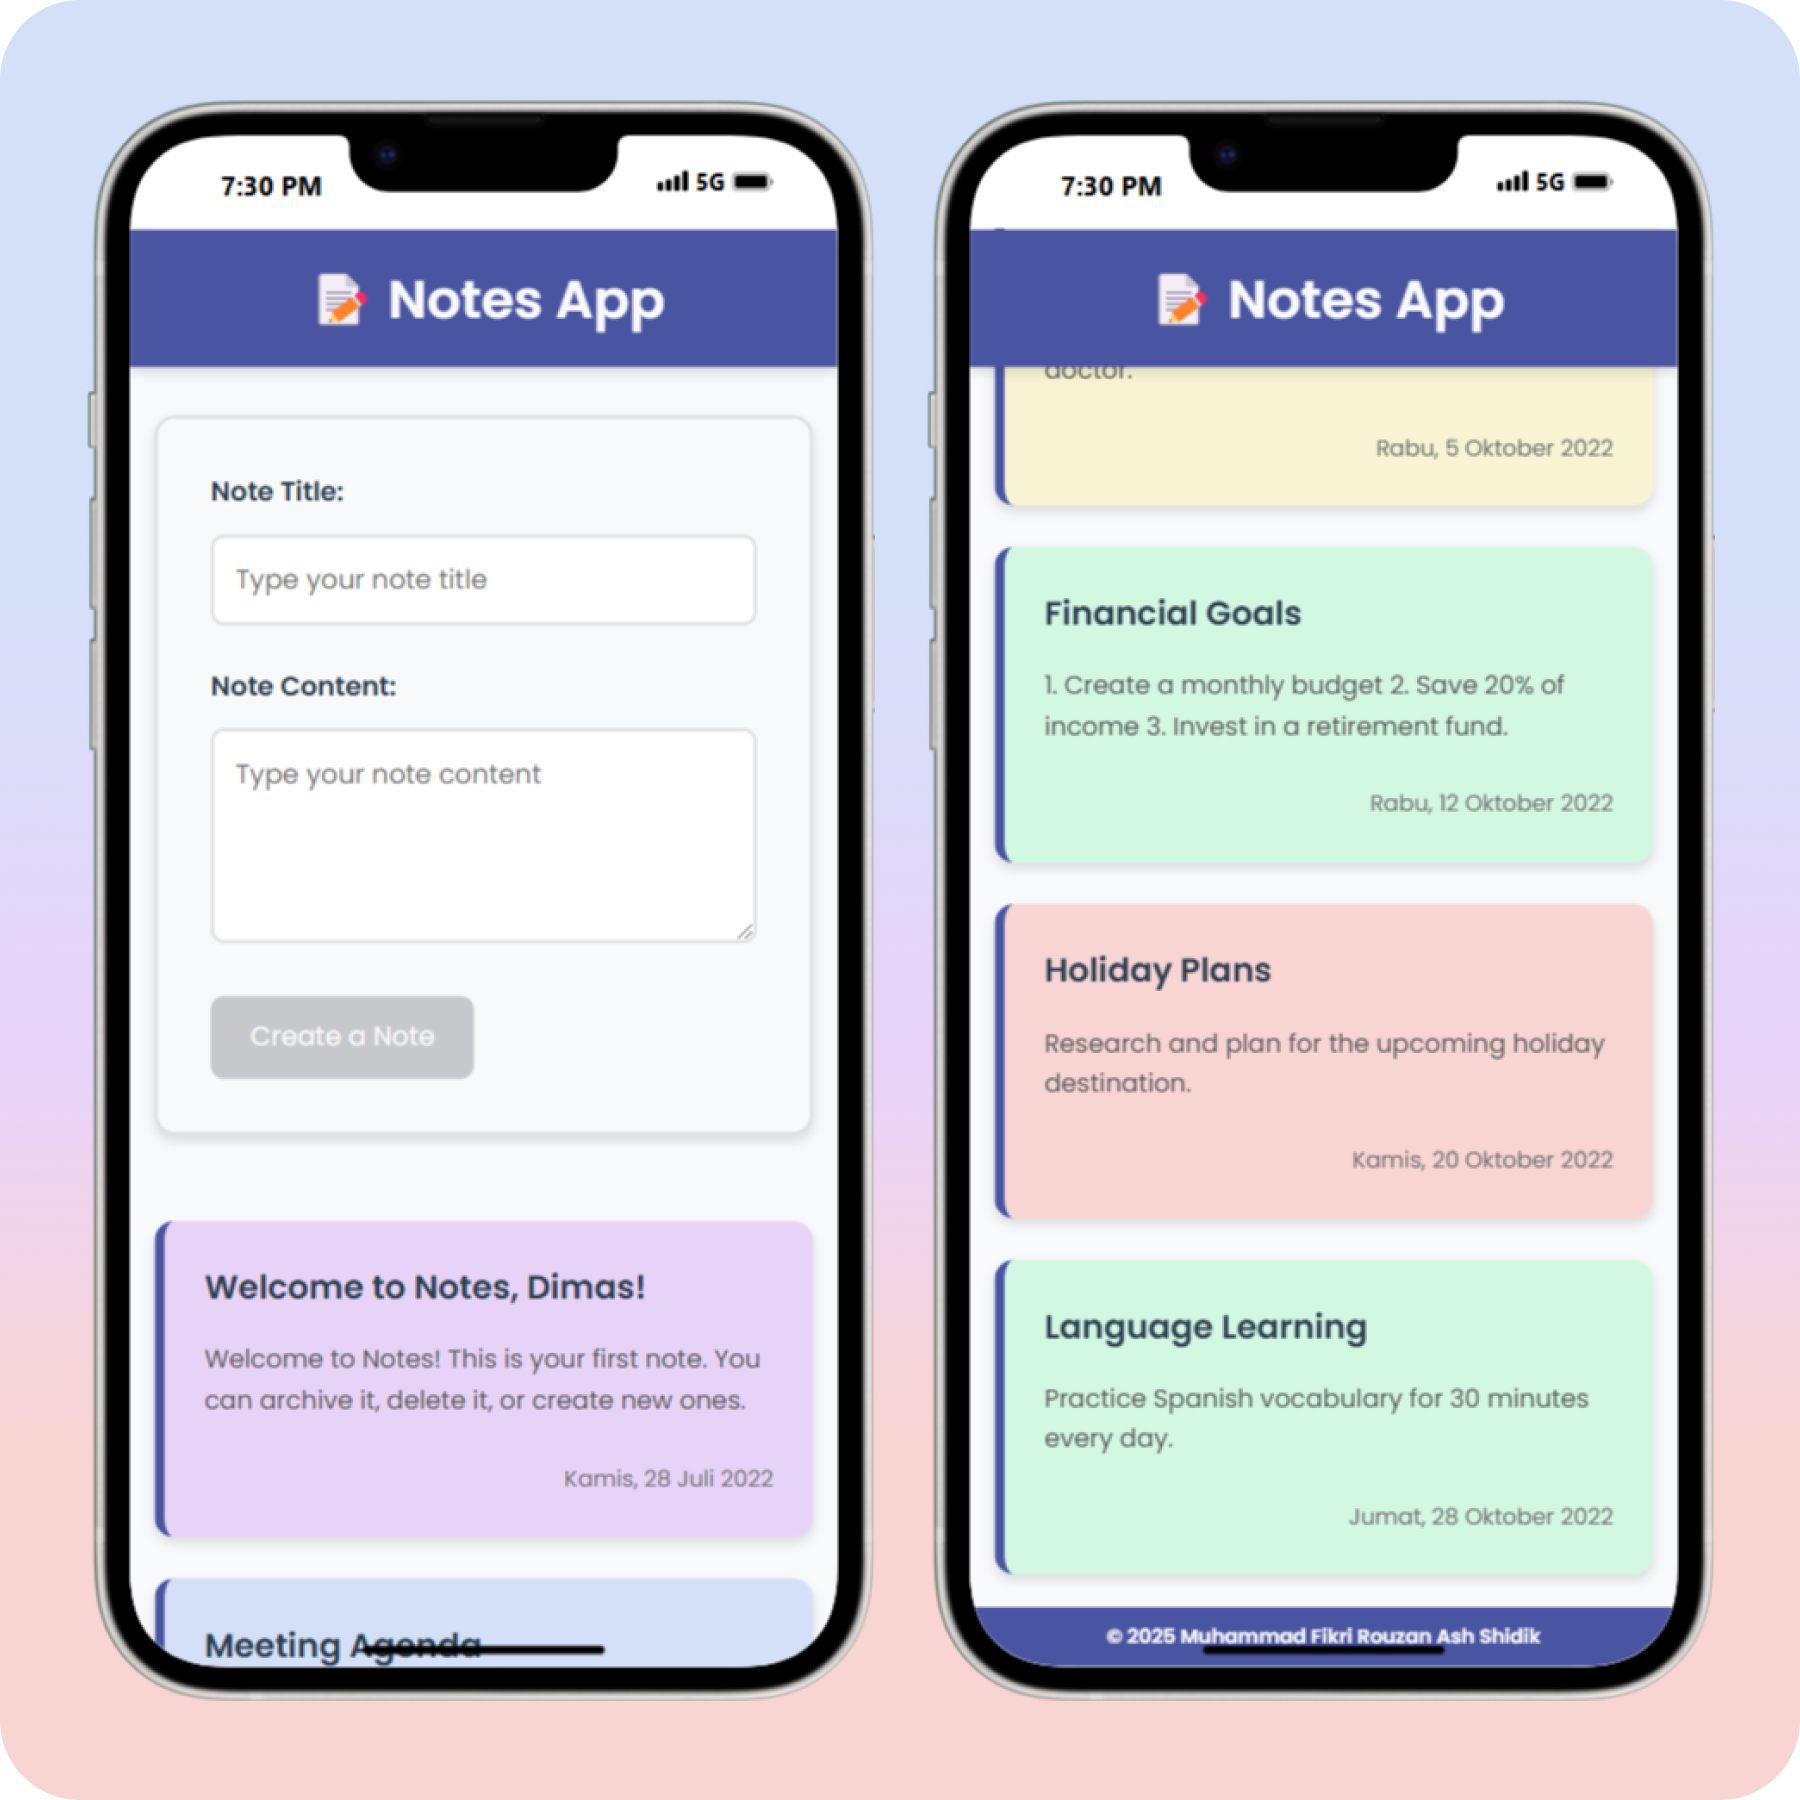 7:30 PM
5G
Notes App
Note Title:
Type your note title
Note Content:
Type your note content
Create a Note
Welcome to Notes, Dimas!
Welcome to Notes! This is your first note. You
can archive it, delete it, or create new ones.
Kamis, 28 Juli 2022
Meeting Agenda
7:30 PM
5G
Notes App
doctor.
Rabu, 5 Oktober 2022
Financial Goals
1. Create a monthly budget 2. Save 20% of
income 3. Invest in a retirement fund.
Rabu, 12 Oktober 2022
Holiday Plans
Research and plan for the upcoming holiday
destination.
Kamis, 20 Oktober 2022
Language Learning
Practice Spanish vocabulary for 30 minutes
every day.
Jumat, 28 Oktober 2022
© 2025 Muhammad Fikri Rouzan Ash Shidik